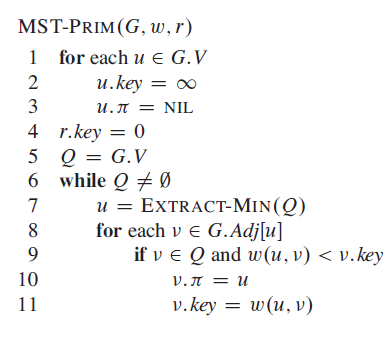 MST-PRIM(G, w, r)
1 for each u ∈ G.V
2 u.key = ∞
3 u.π = NIL
4 r.key = 0
5 Q = G.V
6 while Q ≠ ∅
7 u = EXTRACT-MIN(Q)
8 for each v ∈ G.Adj[u]
9 if v ∈ Q and w(u, v) < v.key
10 v.π = u
11 v.key = w(u, v)